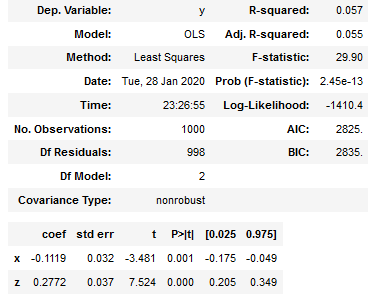 Dep. Variable: y R-squared: 0.057
Model: OLS Adj. R-squared: 0.055
Method: Least Squares F-statistic: 29.90
Date: Tue, 28 Jan 2020 Prob (F-statistic): 2.45e-13
Time: 23:26:55 Log-Likelihood: -1410.4
No. Observations: 1000 AIC: 2825.
Df Residuals: 998 BIC: 2835.
Df Model: 2
Covariance Type: nonrobust
coef std err t P>|t| [0.025 0.975]
x -0.1119 0.032 -3.481 0.001 -0.175 -0.049
z 0.2772 0.037 7.524 0.000 0.205 0.349